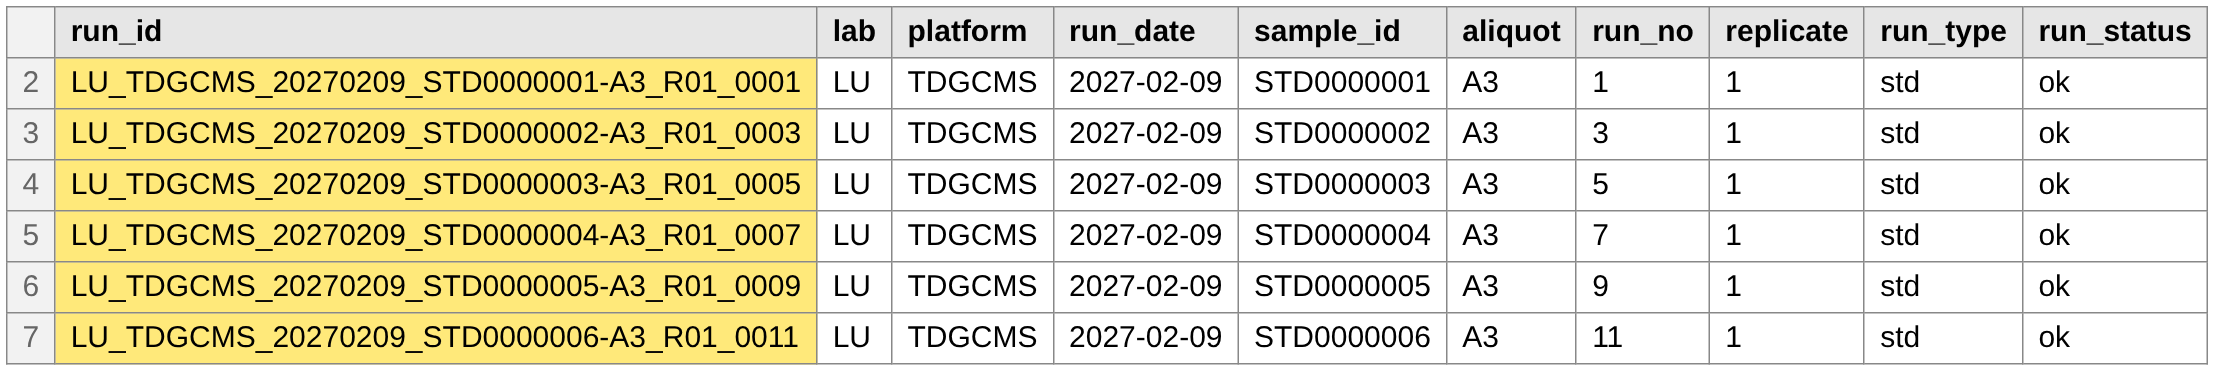 run_id lab platform run_date sample_id aliquot run_no replicate run_type run_status
2 LU_TDGCMS_20270209_STD0000001-A3_R01_0001 LU TDGCMS 2027-02-09 STD0000001 A3 1 1 std ok
3 LU_TDGCMS_20270209_STD0000002-A3_R01_0003 LU TDGCMS 2027-02-09 STD0000002 A3 3 1 std ok
4 LU_TDGCMS_20270209_STD0000003-A3_R01_0005 LU TDGCMS 2027-02-09 STD0000003 A3 5 1 std ok
5 LU_TDGCMS_20270209_STD0000004-A3_R01_0007 LU TDGCMS 2027-02-09 STD0000004 A3 7 1 std ok
6 LU_TDGCMS_20270209_STD0000005-A3_R01_0009 LU TDGCMS 2027-02-09 STD0000005 A3 9 1 std ok
7 LU_TDGCMS_20270209_STD0000006-A3_R01_0011 LU TDGCMS 2027-02-09 STD0000006 A3 11 1 std ok